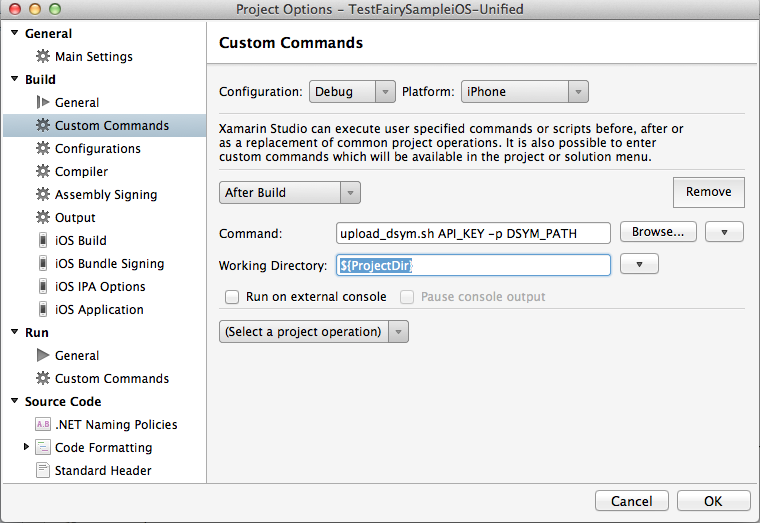 Project Options – TestFairySampleiOS-Unified
General
Main Settings
Build
General
Custom Commands
Configurations
Compiler
Assembly Signing
Output
iOS Build
iOS Bundle Signing
iOS IPA Options
iOS Application
Run
General
Custom Commands
Source Code
A.B .NET Naming Policies
Code Formatting
Standard Header
Custom Commands
Configuration: Debug Platform: iPhone
Xamarin Studio can execute user specified commands or scripts before, after or
as a replacement of common project operations. It is also possible to enter
custom commands which will be available in the project or solution menu.
After Build Remove
Command: upload_dsym.sh API_KEY -p DSYM_PATH Browse...
Working Directory: ${ProjectDir}
Run on external console Pause console output
(Select a project operation)
Cancel OK